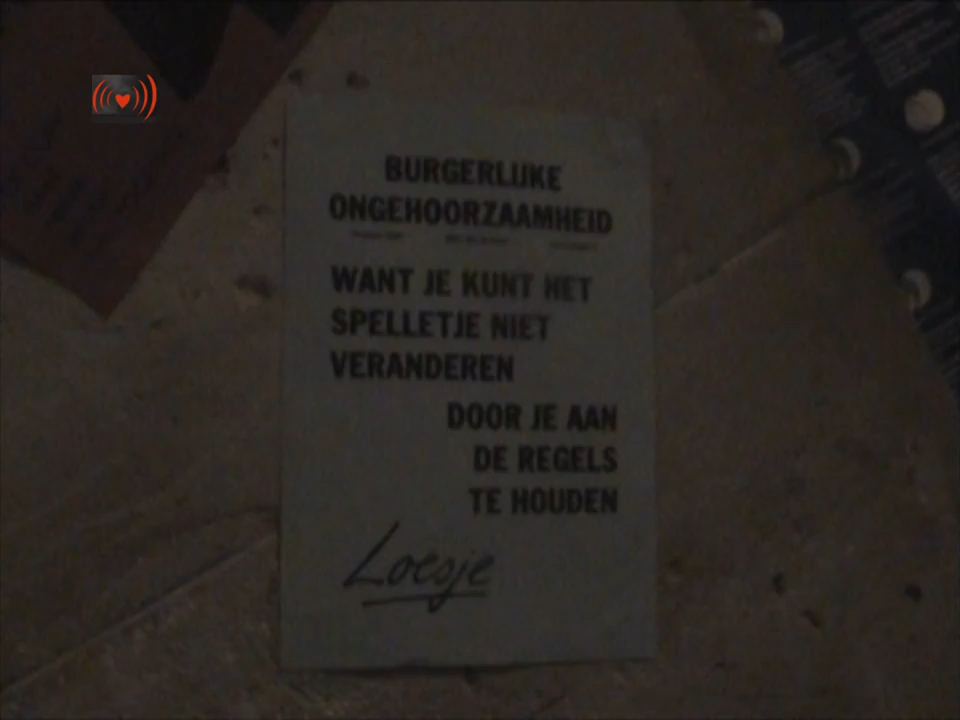 BURGERLIJKE
ONGEHOORZAAMHEID
WANT JE KUNT HET
SPELLETJE NIET
VERANDEREN
DOOR JE AAN
DE REGELS
TE HOUDEN
Loesje